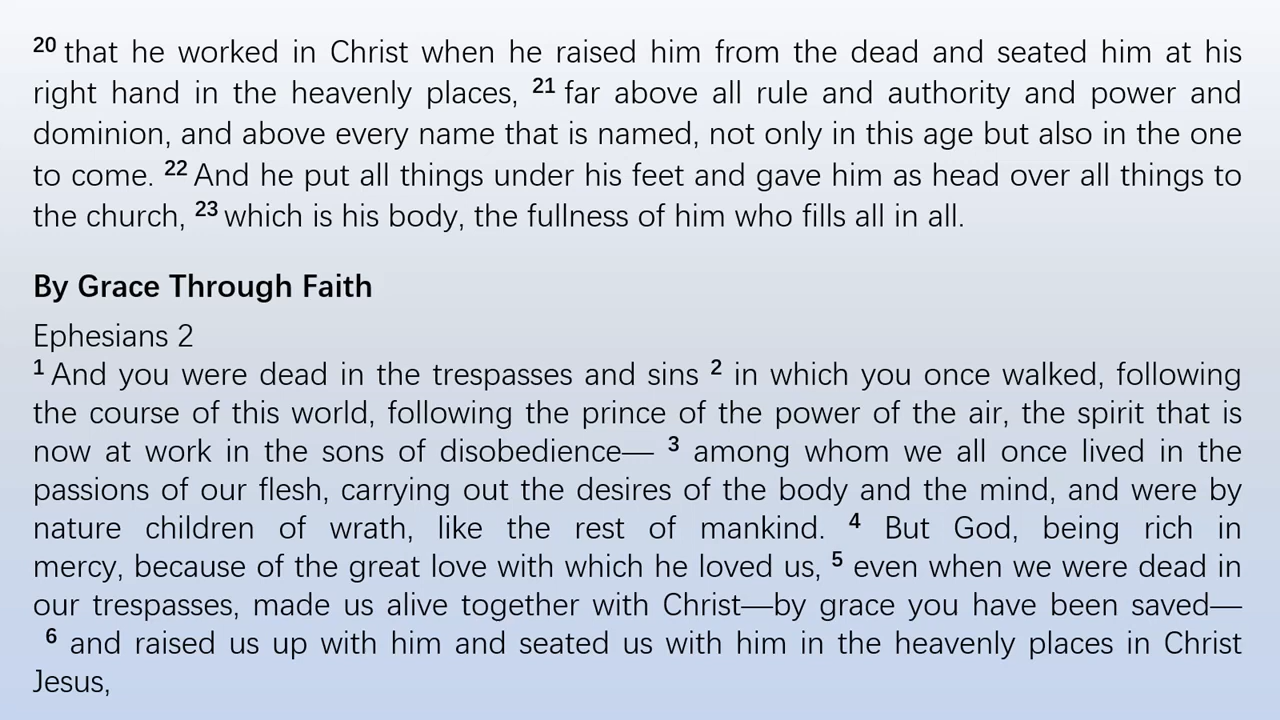 20 that he worked in Christ when he raised him from the dead and seated him at his
right hand in the heavenly places, 21 far above all rule and authority and power and
dominion, and above every name that is named, not only in this age but also in the one
to come. 22 And he put all things under his feet and gave him as head over all things to
the church, 23 which is his body, the fullness of him who fills all in all.
By Grace Through Faith
Ephesians 2
1 And you were dead in the trespasses and sins 2 in which you once walked, following
the course of this world, following the prince of the power of the air, the spirit that is
now at work in the sons of disobedience— 3 among whom we all once lived in the
passions of our flesh, carrying out the desires of the body and the mind, and were by
nature children of wrath, like the rest of mankind. 4 But God, being rich in
mercy, because of the great love with which he loved us, 5 even when we were dead in
our trespasses, made us alive together with Christ—by grace you have been saved—
6 and raised us up with him and seated us with him in the heavenly places in Christ
Jesus,